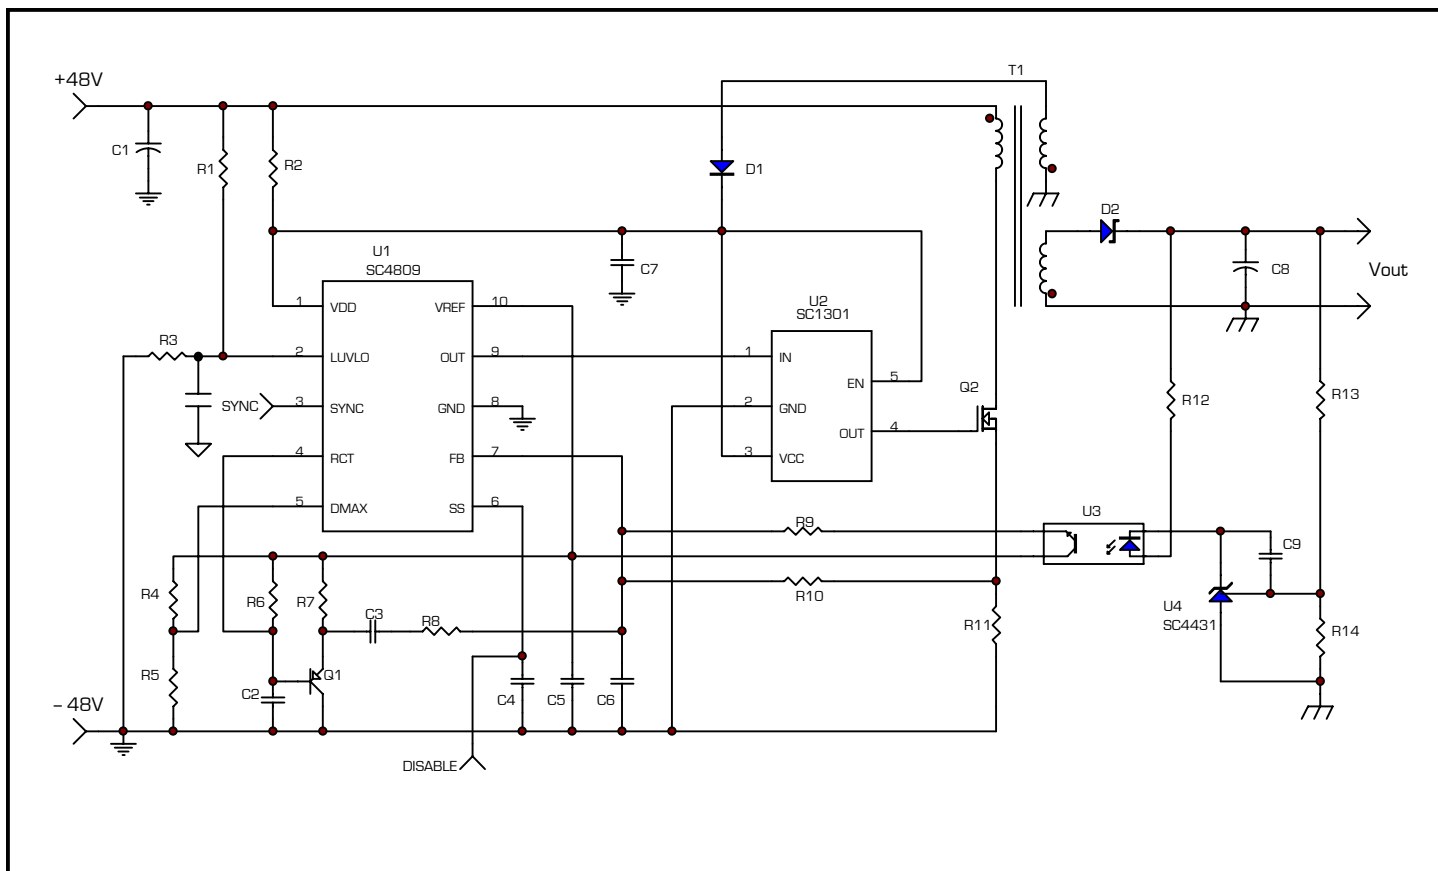 T1
+48V
C1
R1
R2
D1
D2
U1
SC4809
C7
C8
Vout
U2
SC1301
1 VDD VREF 10
R3
2 LUVLO OUT 9
1 IN
EN 5
Q2
SYNC
3 SYNC GND 8
2 GND
R12
R13
OUT 4
4 RCT FB 7
3 VCC
5 DMAX SS 6
R9
U3
C9
R4
R6
R7
C3
R8
R10
U4
SC4431
R11
R14
R5
C2
Q1
C4
C5
C6
– 48V
DISABLE